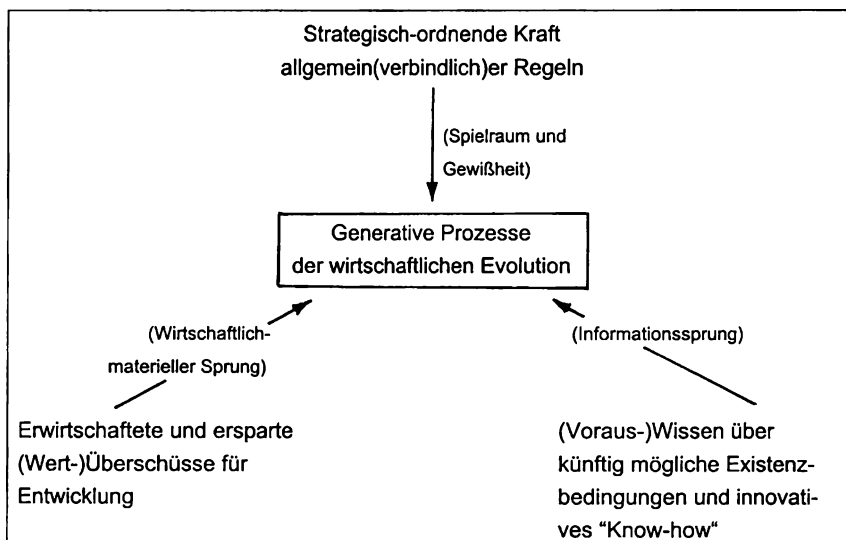 Strategisch-ordnende Kraft
allgemein(verbindlich)er Regeln
(Spielraum und
Gewißheit)
Generative Prozesse
der wirtschaftlichen Evolution
(Wirtschaftlich-
materieller Sprung)
(Informationssprung)
Erwirtschaftete und ersparte
(Wert-)Überschüsse für
Entwicklung
(Voraus-)Wissen über
künftig mögliche Existenz-
bedingungen und innovati-
ves “Know-how“